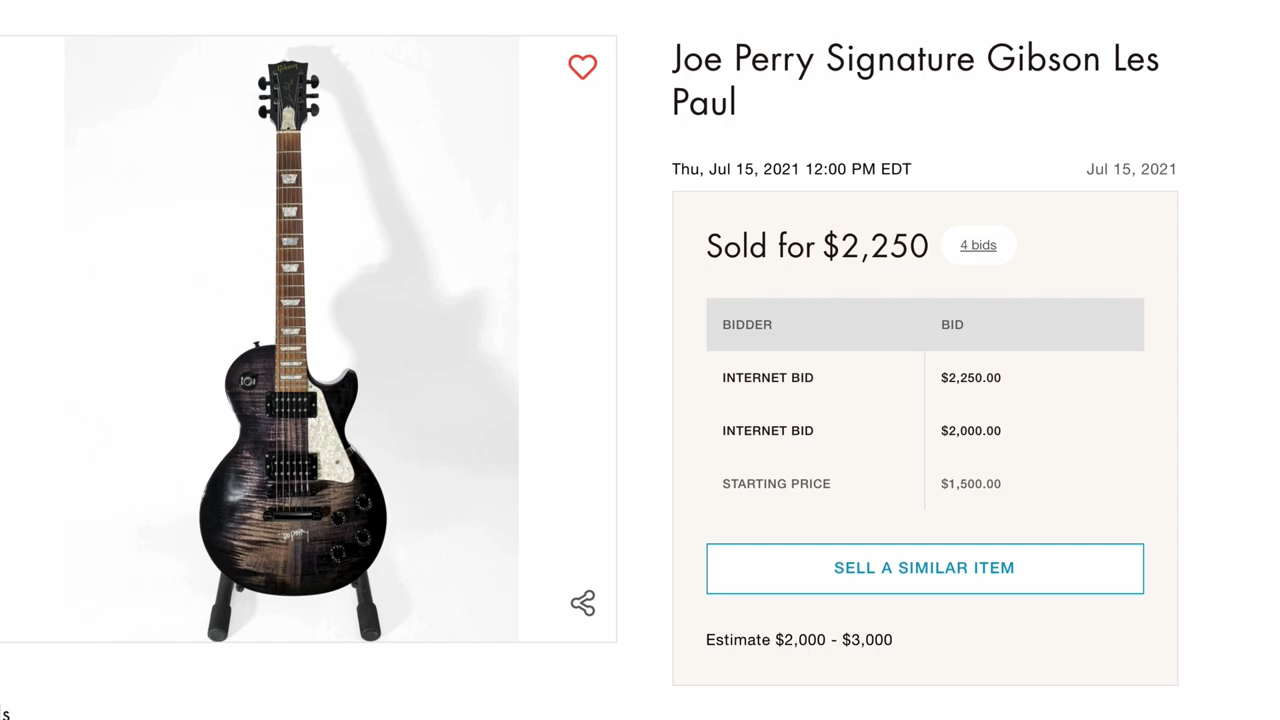 Joe Perry Signature Gibson Les
Paul
Thu, Jul 15, 2021 12:00 PM EDT
Jul 15, 2021
Sold for $2,250
4 bids
BIDDER BID
INTERNET BID $2,250.00
INTERNET BID $2,000.00
STARTING PRICE $1,500.00
SELL A SIMILAR ITEM
Estimate $2,000 - $3,000
Gibson